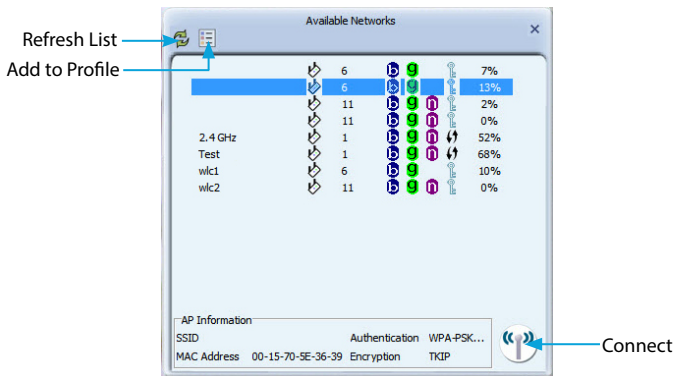 Available Networks
Refresh List
Add to Profile
6 b g 7%
6 b g 13%
11 b g n 2%
11 b g n 0%
2.4 GHz 1 b g n 52%
Test 1 b g n 68%
wlc1 6 b g 10%
wlc2 11 b g n 0%
AP Information
SSID Authentication WPA-PSK...
MAC Address 00-15-70-5E-36-39 Encryption TKIP
Connect